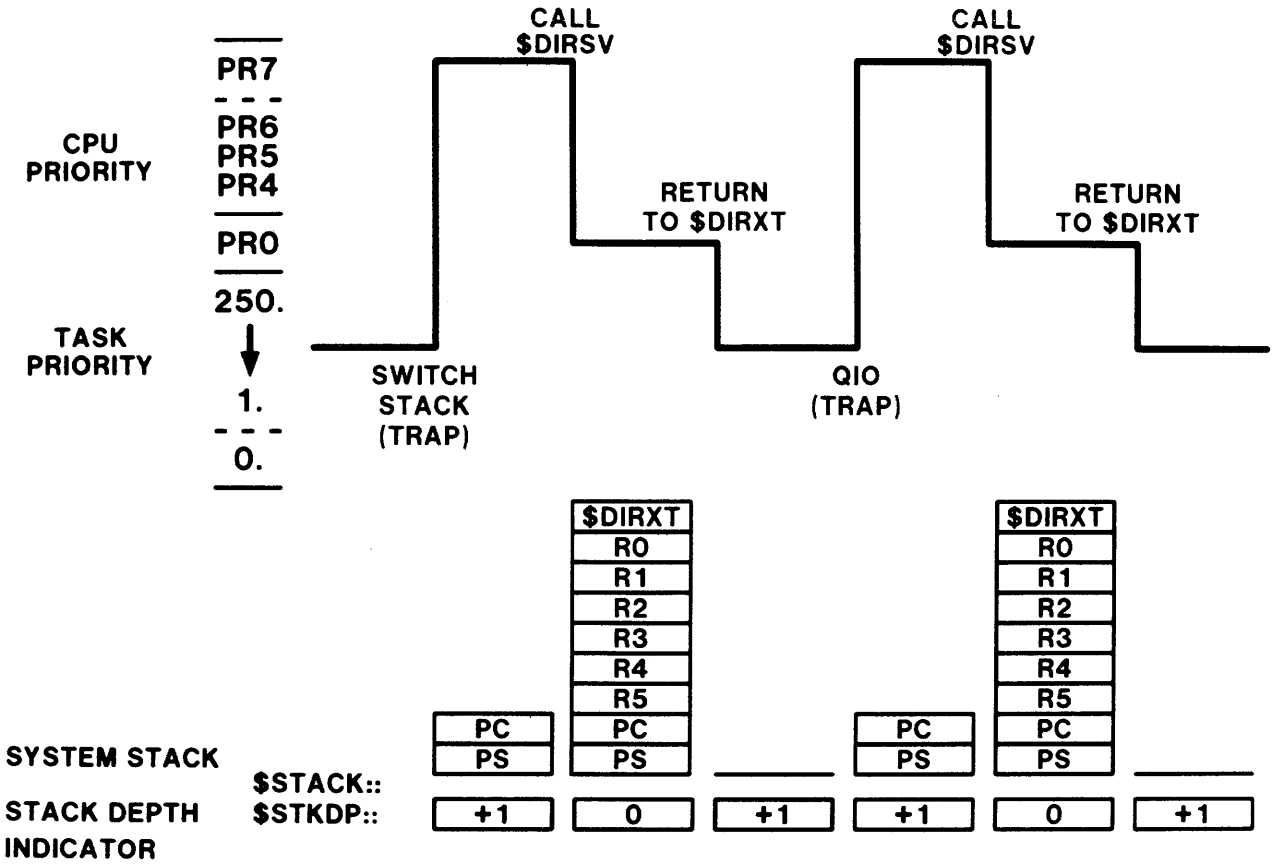 CALL
$DIRSV
CALL
$DIRSV
PR7
PR6
PR5
PR4
CPU
PRIORITY
RETURN
TO $DIRXT
RETURN
TO $DIRXT
PR0
250.
TASK
PRIORITY
1.
0.
SWITCH
STACK
(TRAP)
QIO
(TRAP)
$DIRXT
R0
R1
R2
R3
R4
R5
PC
PS
PC
PS
$DIRXT
R0
R1
R2
R3
R4
R5
PC
PS
PC
PS
SYSTEM STACK
$STACK::
STACK DEPTH
INDICATOR
$STKDP::
+1
0
+1
+1
0
+1